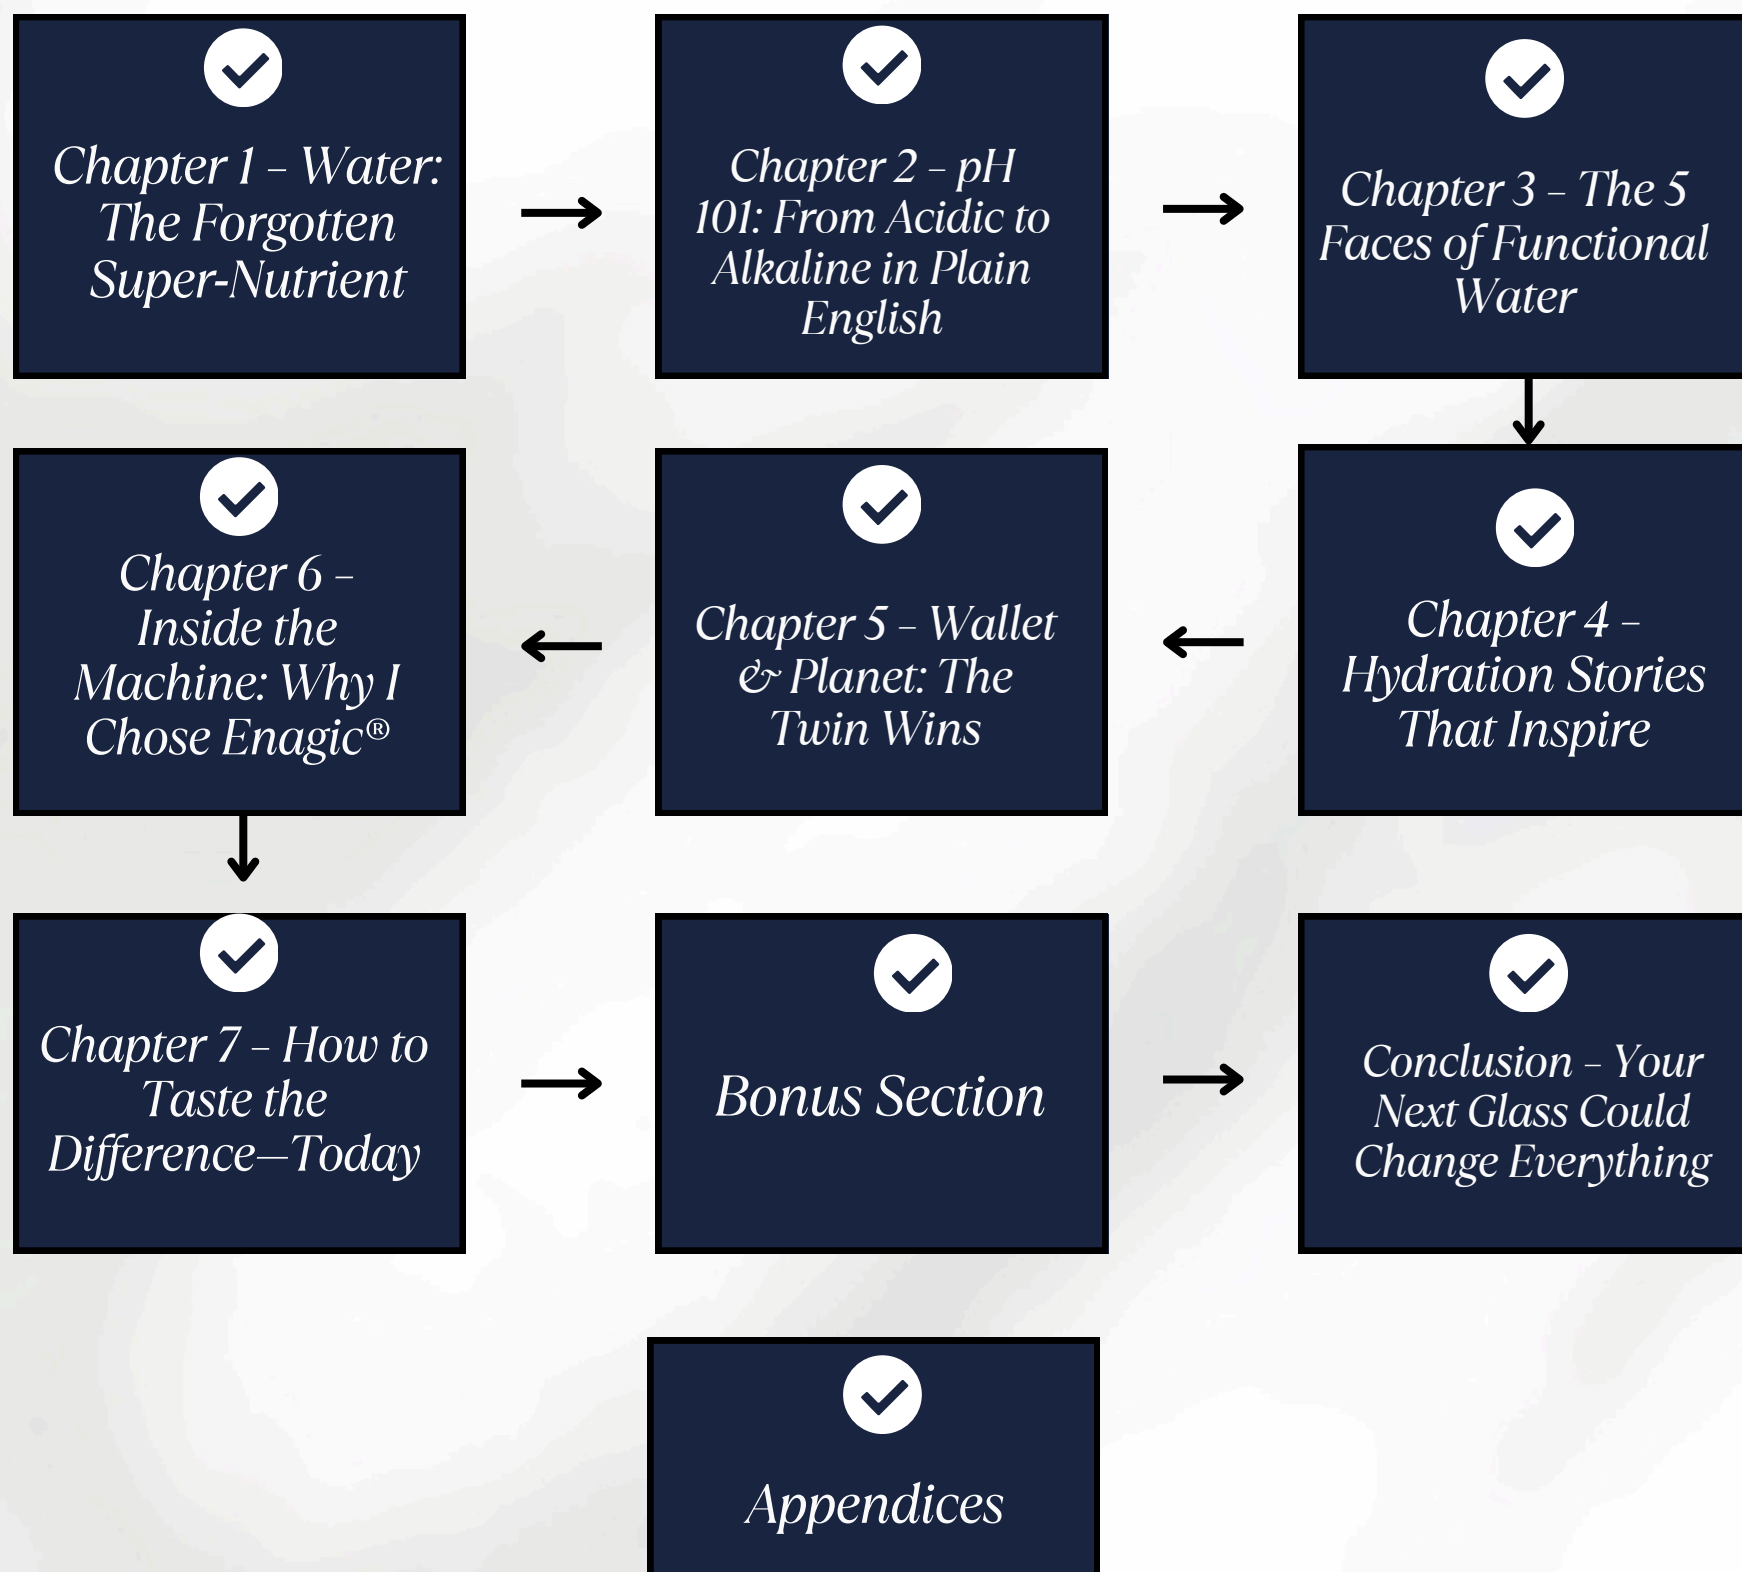 Chapter 1 – Water:
The Forgotten
Super-Nutrient
Chapter 2 – pH
101: From Acidic to
Alkaline in Plain
English
Chapter 3 – The 5
Faces of Functional
Water
Chapter 4 –
Hydration Stories
That Inspire
Chapter 5 – Wallet
& Planet: The
Twin Wins
Chapter 6 –
Inside the
Machine: Why I
Chose Enagic®
Chapter 7 – How to
Taste the
Difference—Today
Bonus Section
Conclusion – Your
Next Glass Could
Change Everything
Appendices